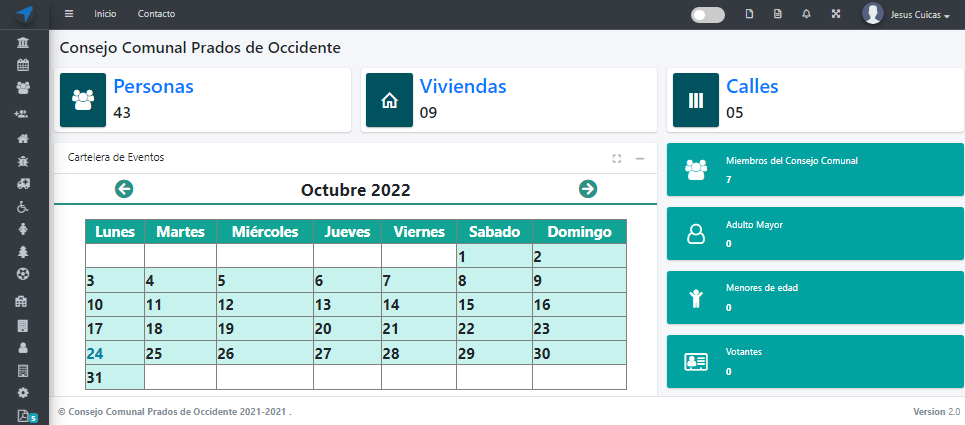 Inicio Contacto Jesus Cuicas
Consejo Comunal Prados de Occidente
Personas
43
Viviendas
09
Calles
05
Cartelera de Eventos
Octubre 2022
Lunes Martes Miércoles Jueves Viernes Sabado Domingo
1 2
3 4 5 6 7 8 9
10 11 12 13 14 15 16
17 18 19 20 21 22 23
24 25 26 27 28 29 30
31
Miembros del Consejo Comunal
7
Adulto Mayor
0
Menores de edad
0
Votantes
0
5
© Consejo Comunal Prados de Occidente 2021-2021 . Version 2.0